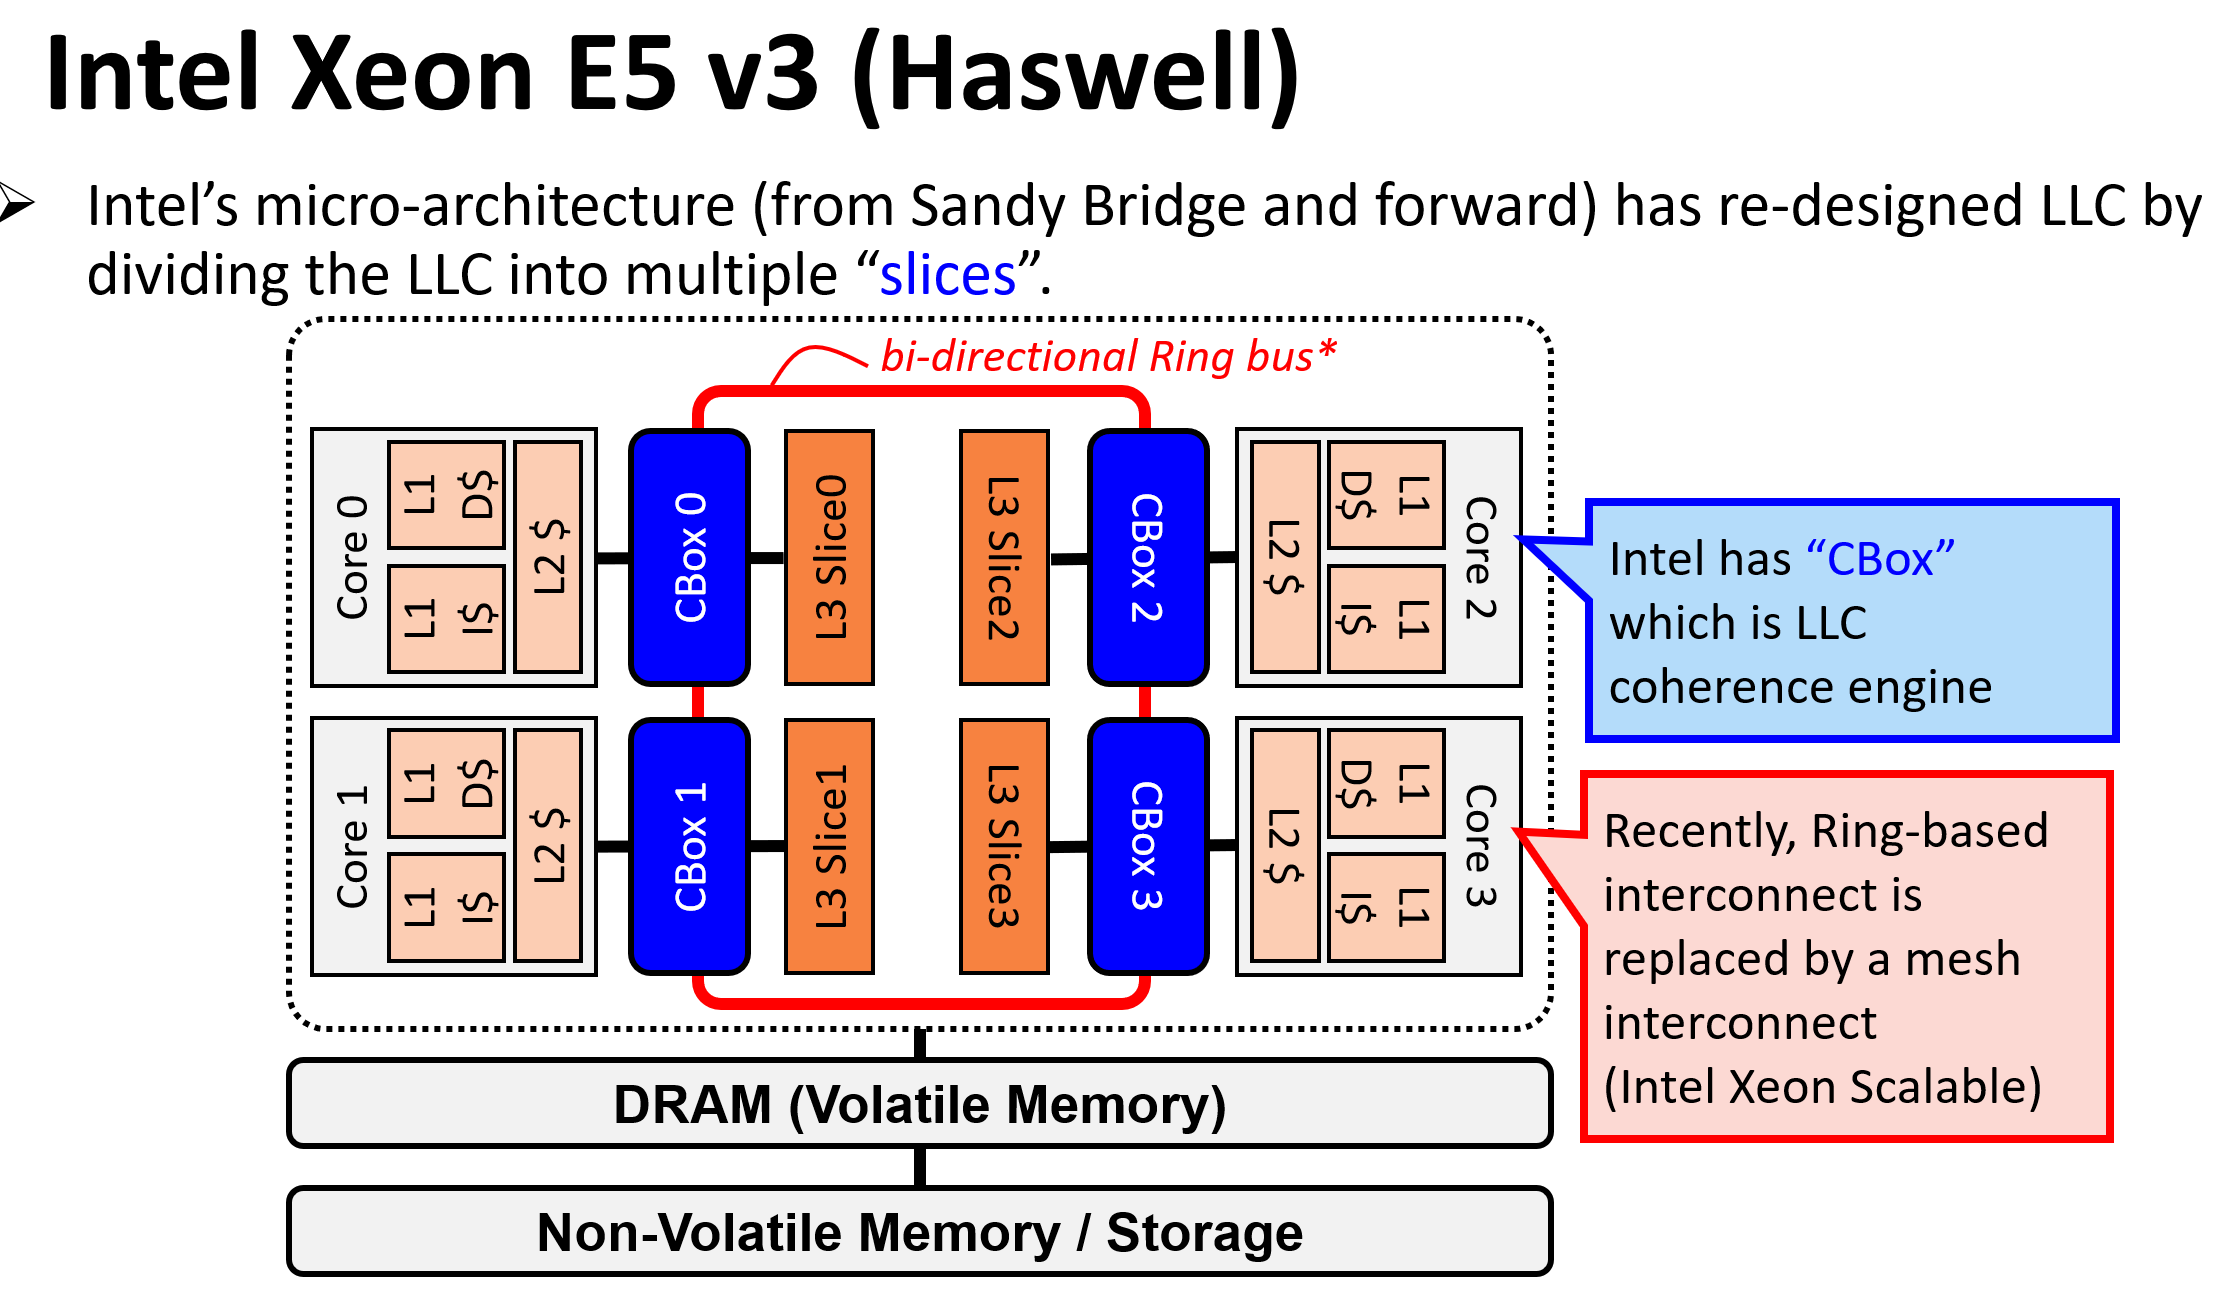 Intel Xeon E5 v3 (Haswell)
Intel’s micro-architecture (from Sandy Bridge and forward) has re-designed LLC by
dividing the LLC into multiple “slices”.
bi-directional Ring bus*
Core 0
L1
D$
L1
I$
L2 $
CBox 0
L3 Slice0
L3 Slice2
CBox 2
L2 $
L1
D$
L1
I$
Core 2
Core 1
L1
D$
L1
I$
L2 $
CBox 1
L3 Slice1
L3 Slice3
CBox 3
L2 $
L1
D$
L1
I$
Core 3
Intel has “CBox”
which is LLC
coherence engine
Recently, Ring-based
interconnect is
replaced by a mesh
interconnect
(Intel Xeon Scalable)
DRAM (Volatile Memory)
Non-Volatile Memory / Storage